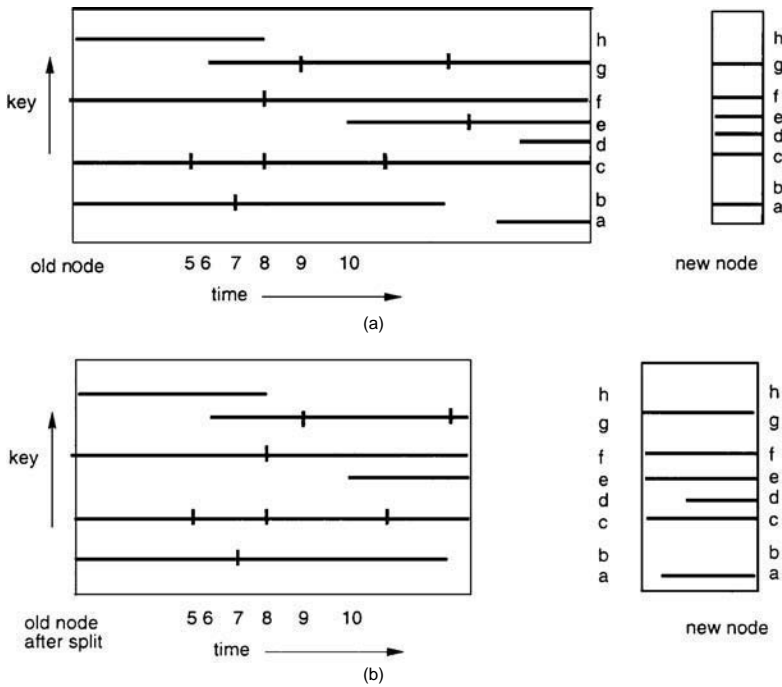 h
g
key
f
e
d
c
b
a
old node
5 6 7 8 9 10
time
(a)
h
g
f
e
d
c
b
a
new node
key
old node
after split
5 6 7 8 9 10
time
(b)
h
g
f
e
d
c
b
a
h
g
f
e
d
c
b
a
new node